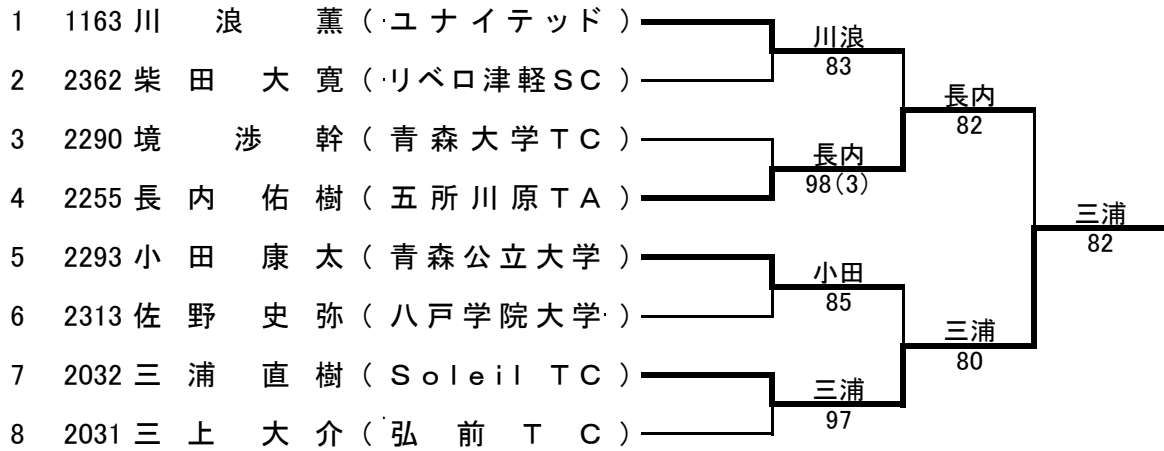 1 1163 川 浪 薫 ( ユナイテッド )
川浪
83
2 2362 柴 田 大 寛 ( リベロ津軽SC )
長内
82
3 2290 境 渉 幹 ( 青森大学TC )
長内
98(3)
4 2255 長 内 佑 樹 ( 五所川原TA )
三浦
82
5 2293 小 田 康 太 ( 青森公立大学 )
小田
85
6 2313 佐 野 史 弥 ( 八戸学院大学 )
三浦
80
7 2032 三 浦 直 樹 ( Soleil TC )
三浦
97
8 2031 三 上 大 介 ( 弘 前 T C )